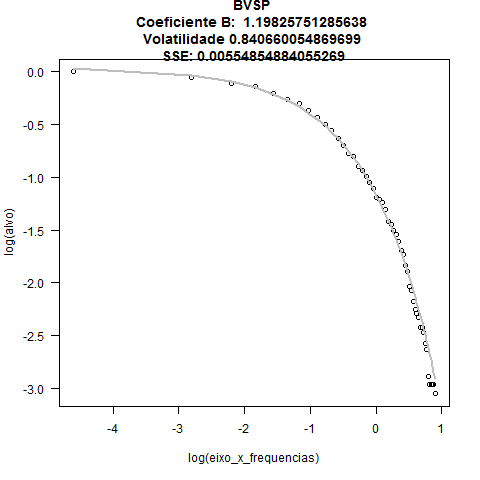 BVSP
Coeficiente B: 1.19825751285638
Volatilidade 0.840660054869699
SSE: 0.00554854884055269
log(alvo)
0.0
-0.5
-1.0
-1.5
-2.0
-2.5
-3.0
-4
-3
-2
-1
0
1
log(eixo_x_frequencias)